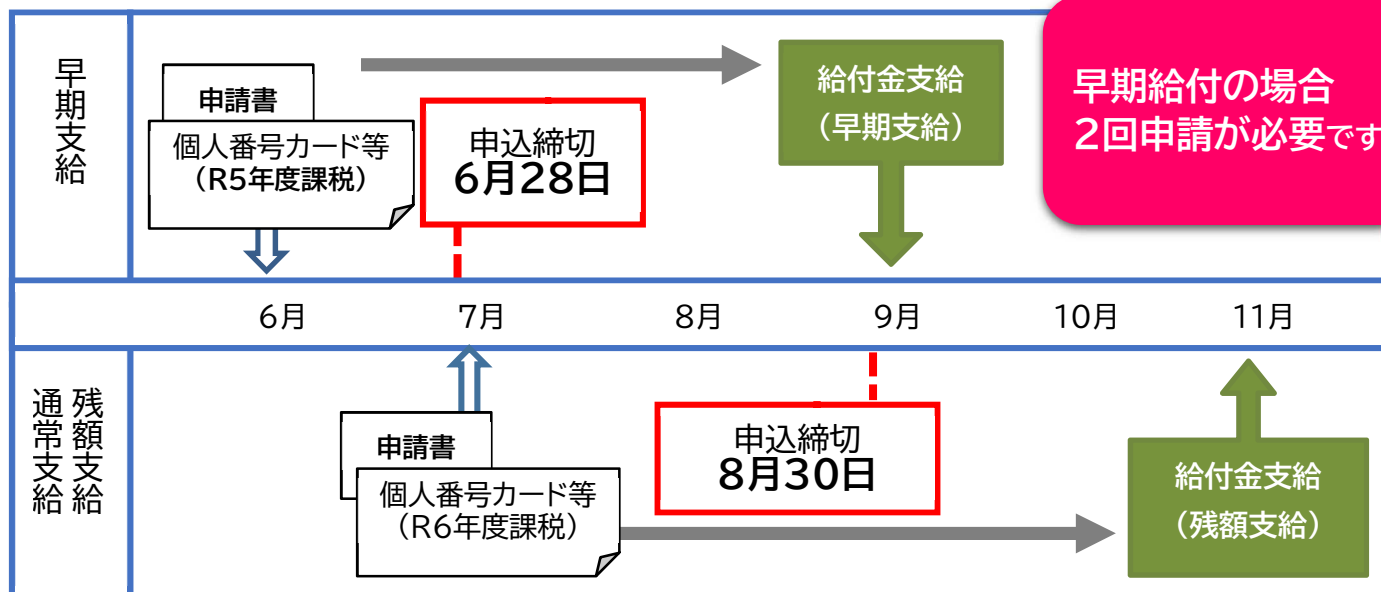 早期支給
申請書
個人番号カード等
（R5年度課税）
申込締切
6月28日
給付金支給
（早期支給）
早期給付の場合
2回申請が必要です
6月
7月
8月
9月
10月
11月
残額支給
通常支給
申請書
個人番号カード等
（R6年度課税）
申込締切
8月30日
給付金支給
（残額支給）